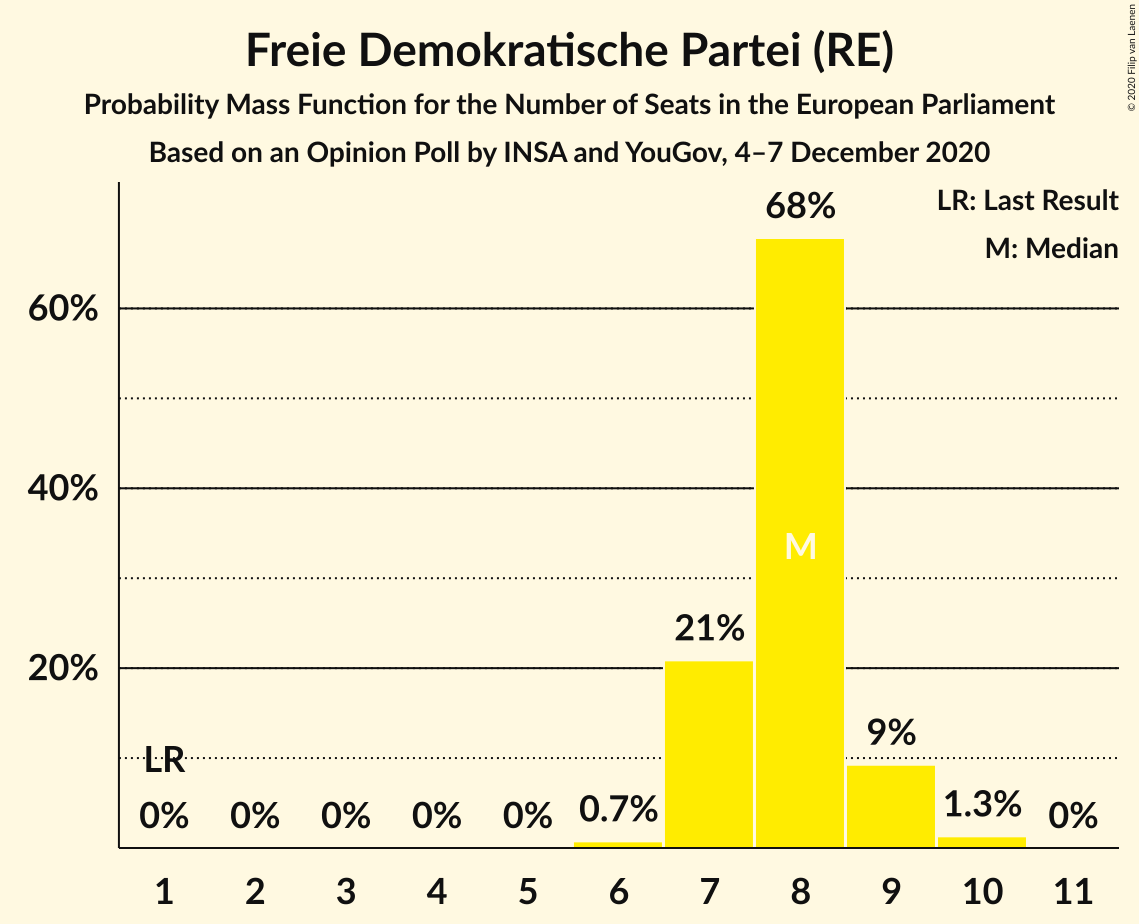 Freie Demokratische Partei (RE)
Probability Mass Function for the Number of Seats in the European Parliament
Based on an Opinion Poll by INSA and YouGov, 4–7 December 2020
© 2020 Filip van Laenen
LR: Last Result
M: Median
68%
60%
40%
M
21%
20%
9%
LR
0% 0% 0% 0% 0% 0.7% 1.3% 0%
1 2 3 4 5 6 7 8 9 10 11